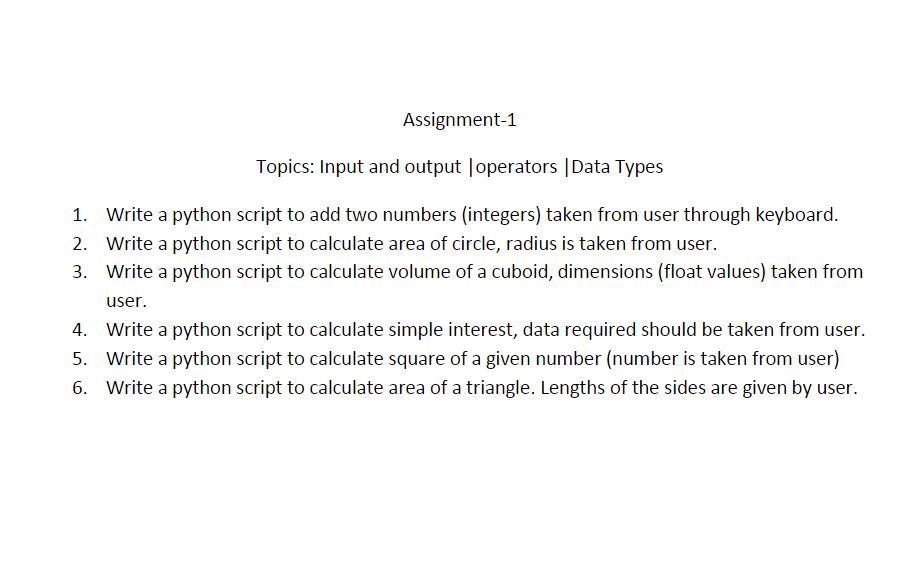 Assignment-1
Topics: Input and output |operators |Data Types
1. Write a python script to add two numbers (integers) taken from user through keyboard.
2. Write a python script to calculate area of circle, radius is taken from user.
3. Write a python script to calculate volume of a cuboid, dimensions (float values) taken from
user.
4. Write a python script to calculate simple interest, data required should be taken from user.
5. Write a python script to calculate square of a given number (number is taken from user)
6. Write a python script to calculate area of a triangle. Lengths of the sides are given by user.